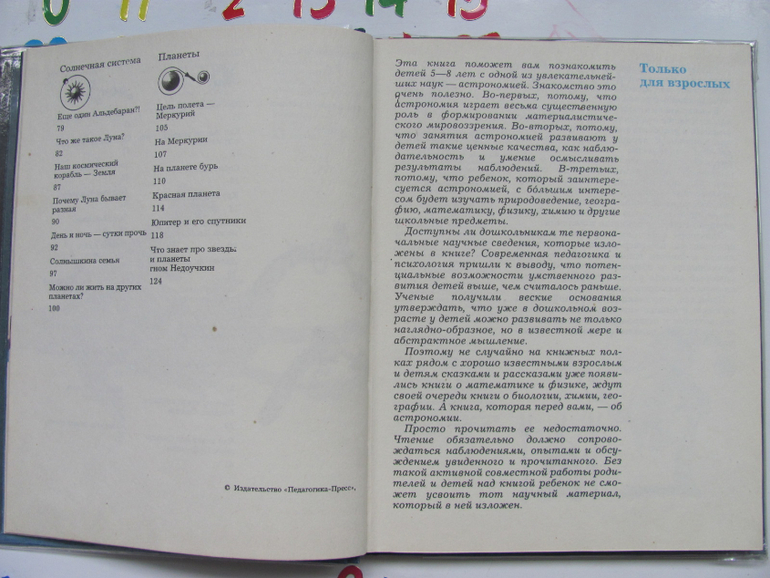 11 2 13 14 15
Солнечная система
Еще один Альдебаран?!
79
Что же такое Луна?
82
Наш космический
корабль — Земля
87
Почему Луна бывает
разная
90
День и ночь — сутки прочь
92
Солнышкина семья
97
Можно ли жить на других
планетах?
100
Планеты
Цель полета —
Меркурий
105
На Меркурии
107
На планете бурь
110
Красная планета
114
Юпитер и его спутники
118
Что знает про звезды
и планеты
гном Недоучкин
124
© Издательство «Педагогика-Пресс».
Эта книга поможет вам познакомить
детей 5—8 лет с одной из увлекательней-
ших наук — астрономией. Знакомство это
очень полезно. Во-первых, потому, что
астрономия играет весьма существенную
роль в формировании материалистиче-
ского мировоззрения. Во-вторых, потому,
что занятия астрономией развивают у
детей такие ценные качества, как наблю-
дательность и умение осмысливать
результаты наблюдений. В-третьих,
потому, что ребенок, который заинтере-
суется астрономией, с бóльшим интере-
сом будет изучать природоведение, геогра-
фию, математику, физику, химию и другие
школьные предметы.
Доступны ли дошкольникам те первона-
чальные научные сведения, которые изло-
жены в книге? Современная педагогика и
психология пришли к выводу, что потен-
циальные возможности умственного разви-
тия детей выше, чем считалось раньше.
Ученые получили веские основания
утверждать, что уже в дошкольном воз-
расте у детей можно развивать не только
наглядно-образное, но в известной мере и
абстрактное мышление.
Поэтому не случайно на книжных пол-
ках рядом с хорошо известными взрослым
и детям сказками и рассказами уже появи-
лись книги о математике и физике, ждут
своей очереди книги о биологии, химии, гео-
графии. А книга, которая перед вами, — об
астрономии.
Просто прочитать ее недостаточно.
Чтение обязательно должно сопрово-
ждаться наблюдениями, опытами и обсу-
ждением увиденного и прочитанного. Без
такой активной совместной работы роди-
телей и детей над книгой ребенок не смо-
жет усвоить тот научный материал,
который в ней изложен.
Только
для взрослых